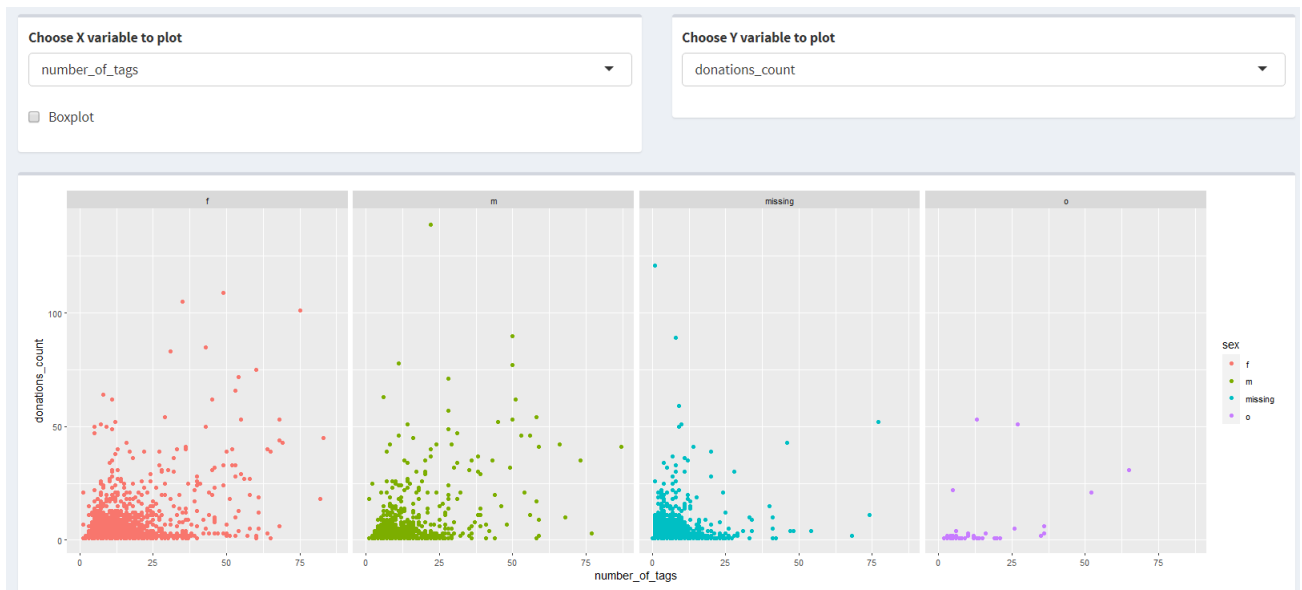 Choose X variable to plot
Choose Y variable to plot
number_of_tags
donations_count
Boxplot
f
m
missing
o
donations_count
100
50
0
0 25 50 75
0 25 50 75
0 25 50 75
0 25 50 75
number_of_tags
sex
f
m
missing
o